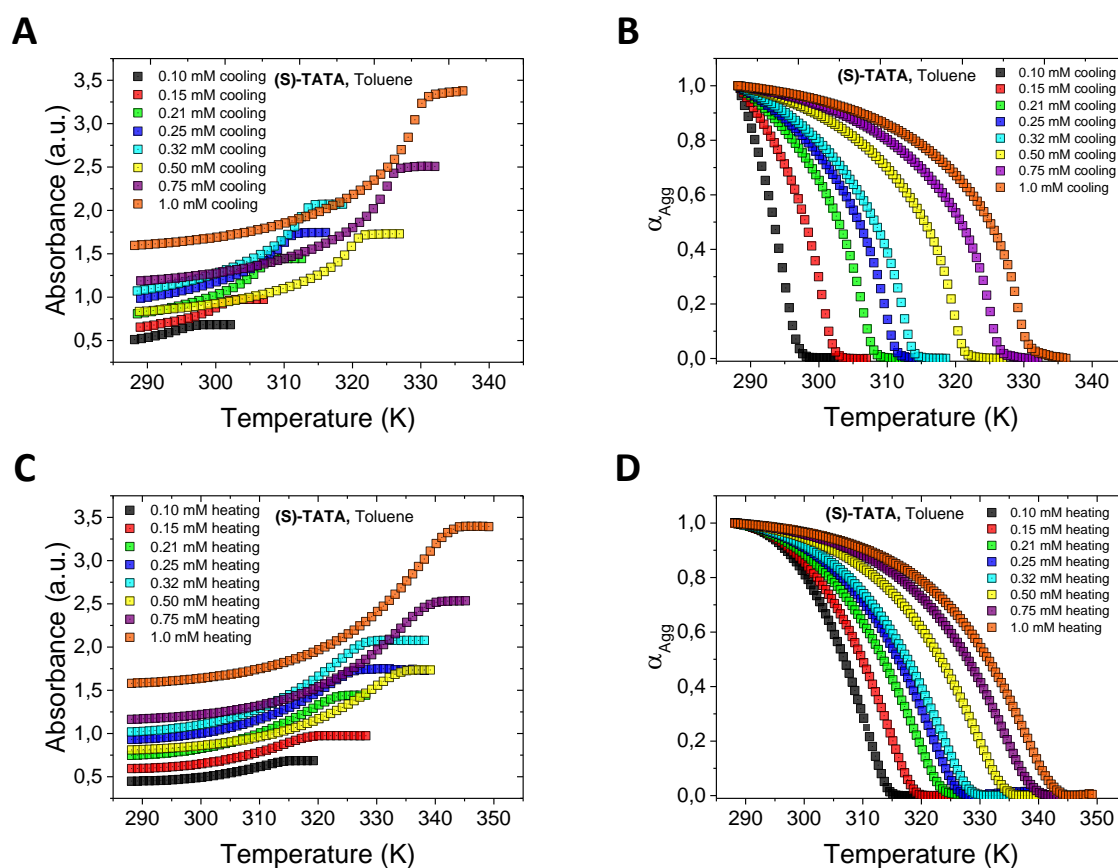 A
(S)-TATA, Toluene
0.10 mM cooling
0.15 mM cooling
0.21 mM cooling
0.25 mM cooling
0.32 mM cooling
0.50 mM cooling
0.75 mM cooling
1.0 mM cooling
3,5
3,0
2,5
2,0
1,5
1,0
0,5
Absorbance (a.u.)
290 300 310 320 330 340
Temperature (K)
B
(S)-TATA, Toluene
0.10 mM cooling
0.15 mM cooling
0.21 mM cooling
0.25 mM cooling
0.32 mM cooling
0.50 mM cooling
0.75 mM cooling
1.0 mM cooling
1,0
0,8
0,6
0,4
0,2
0,0
αAgg
290 300 310 320 330 340
Temperature (K)
C
(S)-TATA, Toluene
0.10 mM heating
0.15 mM heating
0.21 mM heating
0.25 mM heating
0.32 mM heating
0.50 mM heating
0.75 mM heating
1.0 mM heating
3,5
3,0
2,5
2,0
1,5
1,0
0,5
Absorbance (a.u.)
290 300 310 320 330 340 350
Temperature (K)
D
(S)-TATA, Toluene
0.10 mM heating
0.15 mM heating
0.21 mM heating
0.25 mM heating
0.32 mM heating
0.50 mM heating
0.75 mM heating
1.0 mM heating
1,0
0,8
0,6
0,4
0,2
0,0
αAgg
290 300 310 320 330 340 350
Temperature (K)